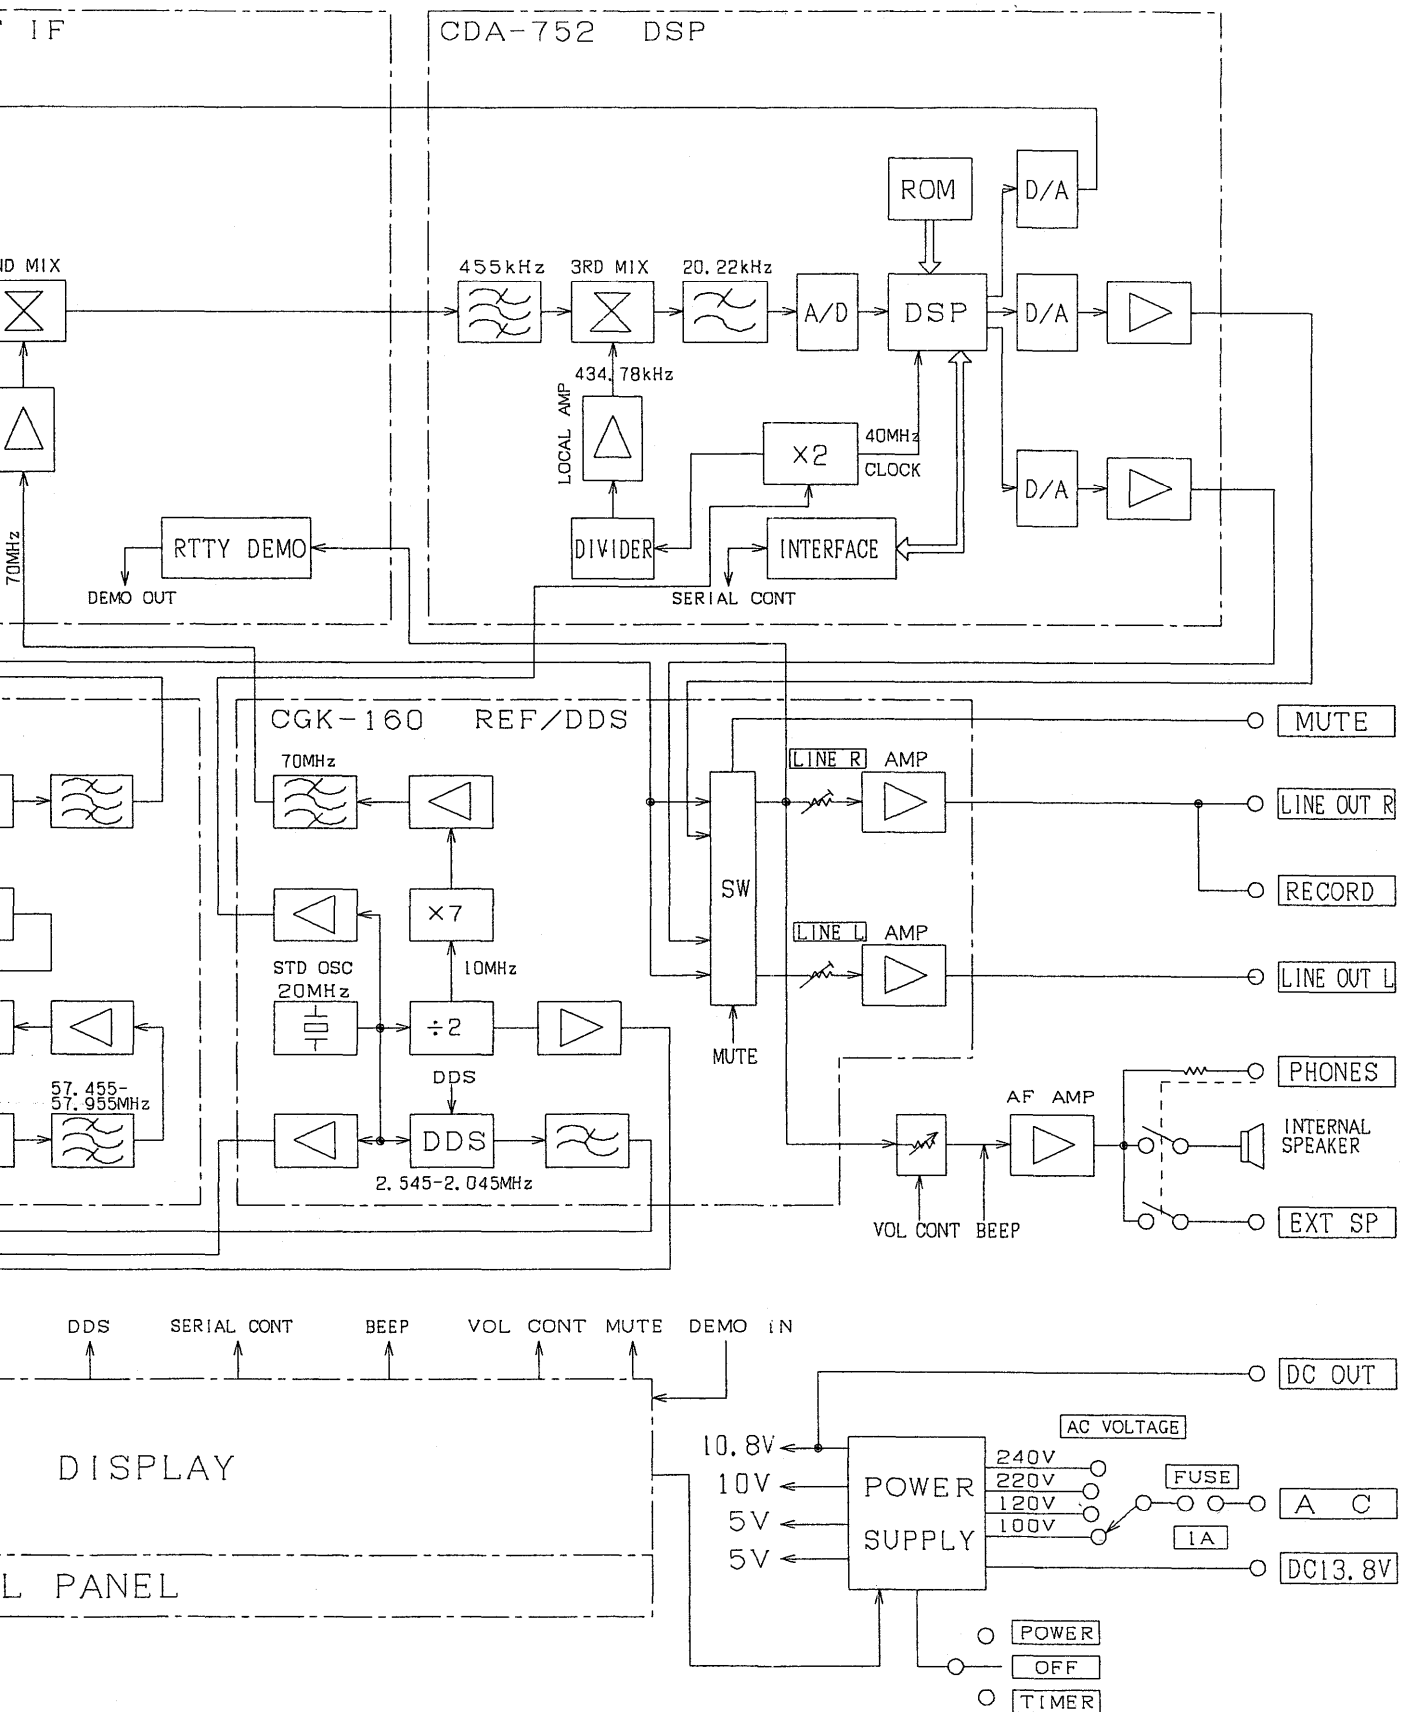 IF
CDA-752 DSP
ROM
D/A
MIX
455kHz
3RD MIX
20.22kHz
A/D
DSP
D/A
434.78kHz
LOCAL AMP
×2
40MHz
CLOCK
D/A
70MHz
RTTY DEMO
DIVIDER
INTERFACE
DEMO OUT
SERIAL CONT
CGK-160 REF/DDS
MUTE
70MHz
LINE R
AMP
LINE OUT R
SW
×7
RECORD
LINE L
AMP
STD OSC
20MHz
10MHz
LINE OUT L
÷2
MUTE
DDS
PHONES
57.455-
57.955MHz
AF AMP
INTERNAL
SPEAKER
DDS
2.545-2.045MHz
VOL CONT
BEEP
EXT SP
DDS
SERIAL CONT
BEEP
VOL CONT
MUTE
DEMO IN
DC OUT
AC VOLTAGE
DISPLAY
10.8V
10V
5V
5V
POWER
SUPPLY
240V
220V
120V
100V
FUSE
1A
A C
DC13.8V
L PANEL
POWER
OFF
TIMER